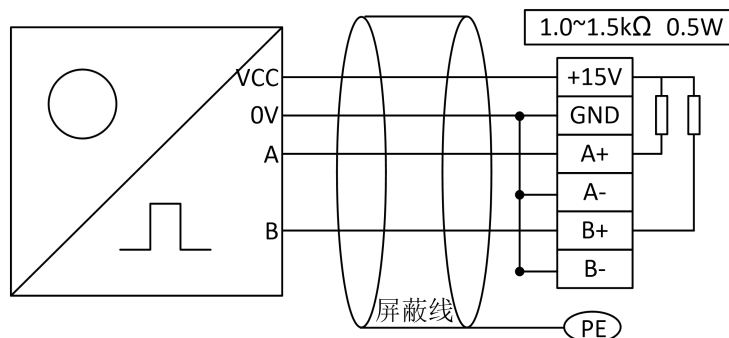 1.0~1.5kΩ 0.5W
VCC
+15V
0V
GND
A
A+
A-
B
B+
B-
屏蔽线
PE